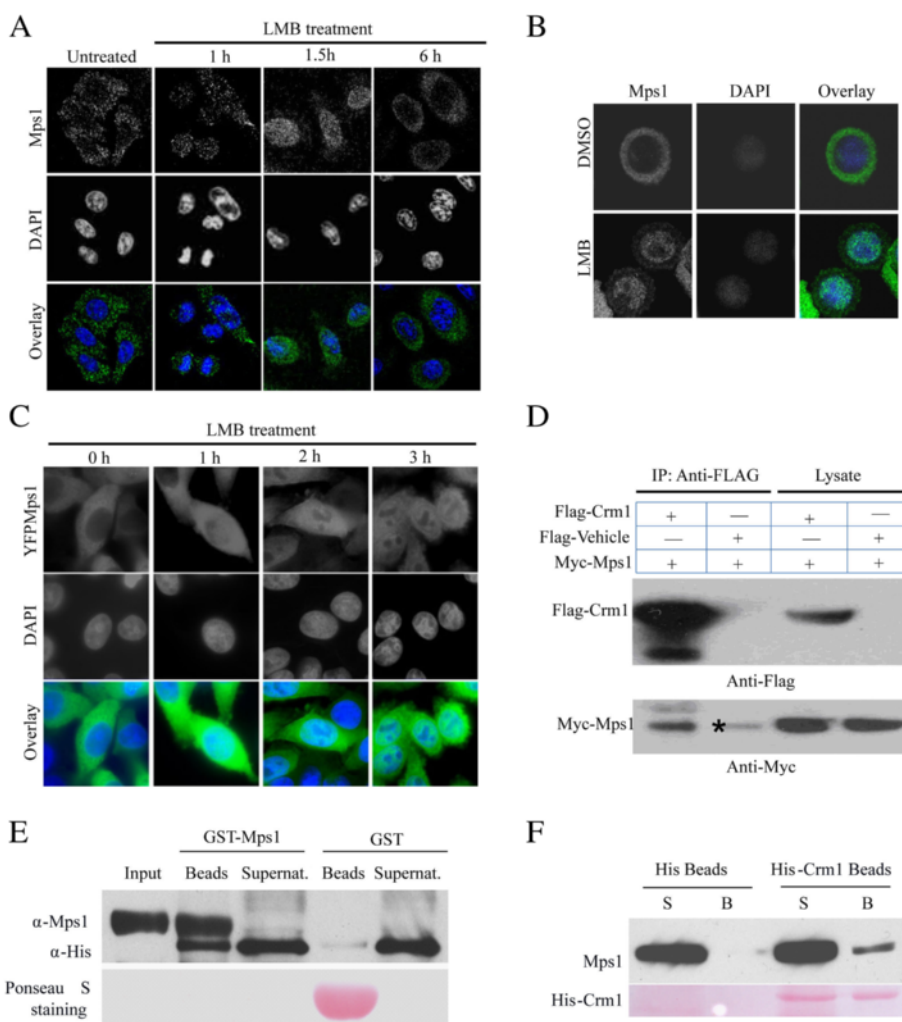 A
LMB treatment
Untreated 1 h 1.5h 6 h
Mps1
DAPI
Overlay
B
Mps1 DAPI Overlay
DMSO
LMB
C
LMB treatment
0 h 1 h 2 h 3 h
YFPMps1
DAPI
Overlay
D
IP: Anti-FLAG Lysate
Flag-Crm1 + — + —
Flag-Vehicle — + — +
Myc-Mps1 + + + +
Flag-Crm1
Anti-Flag
Myc-Mps1 *
Anti-Myc
E
GST-Mps1 GST
Input Beads Supernat. Beads Supernat.
α-Mps1
α-His
Ponseau S
staining
F
His Beads His-Crm1 Beads
S B S B
Mps1
His-Crm1